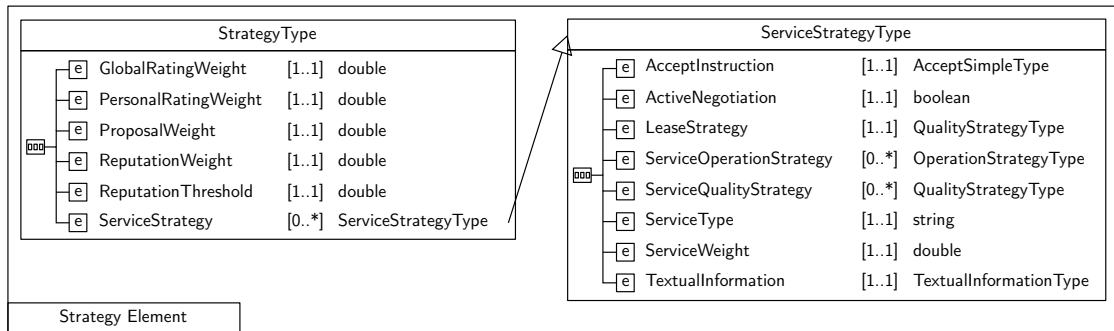 StrategyType
e GlobalRatingWeight [1..1] double
e PersonalRatingWeight [1..1] double
e ProposalWeight [1..1] double
e ReputationWeight [1..1] double
e ReputationThreshold [1..1] double
e ServiceStrategy [0..*] ServiceStrategyType
ServiceStrategyType
e AcceptInstruction [1..1] AcceptSimpleType
e ActiveNegotiation [1..1] boolean
e LeaseStrategy [1..1] QualityStrategyType
e ServiceOperationStrategy [0..*] OperationStrategyType
e ServiceQualityStrategy [0..*] QualityStrategyType
e ServiceType [1..1] string
e ServiceWeight [1..1] double
e TextualInformation [1..1] TextualInformationType
Strategy Element